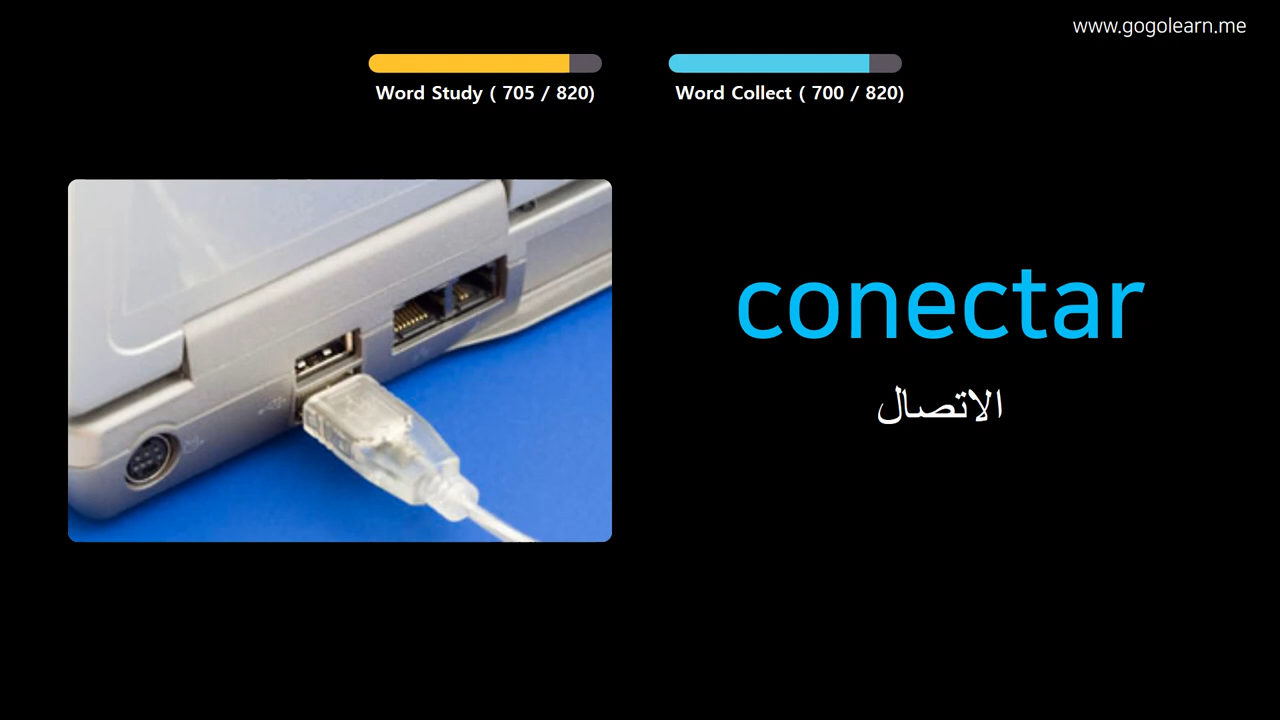 www.gogolearn.me
Word Study ( 705 / 820)
Word Collect ( 700 / 820)
conectar
الاتصال